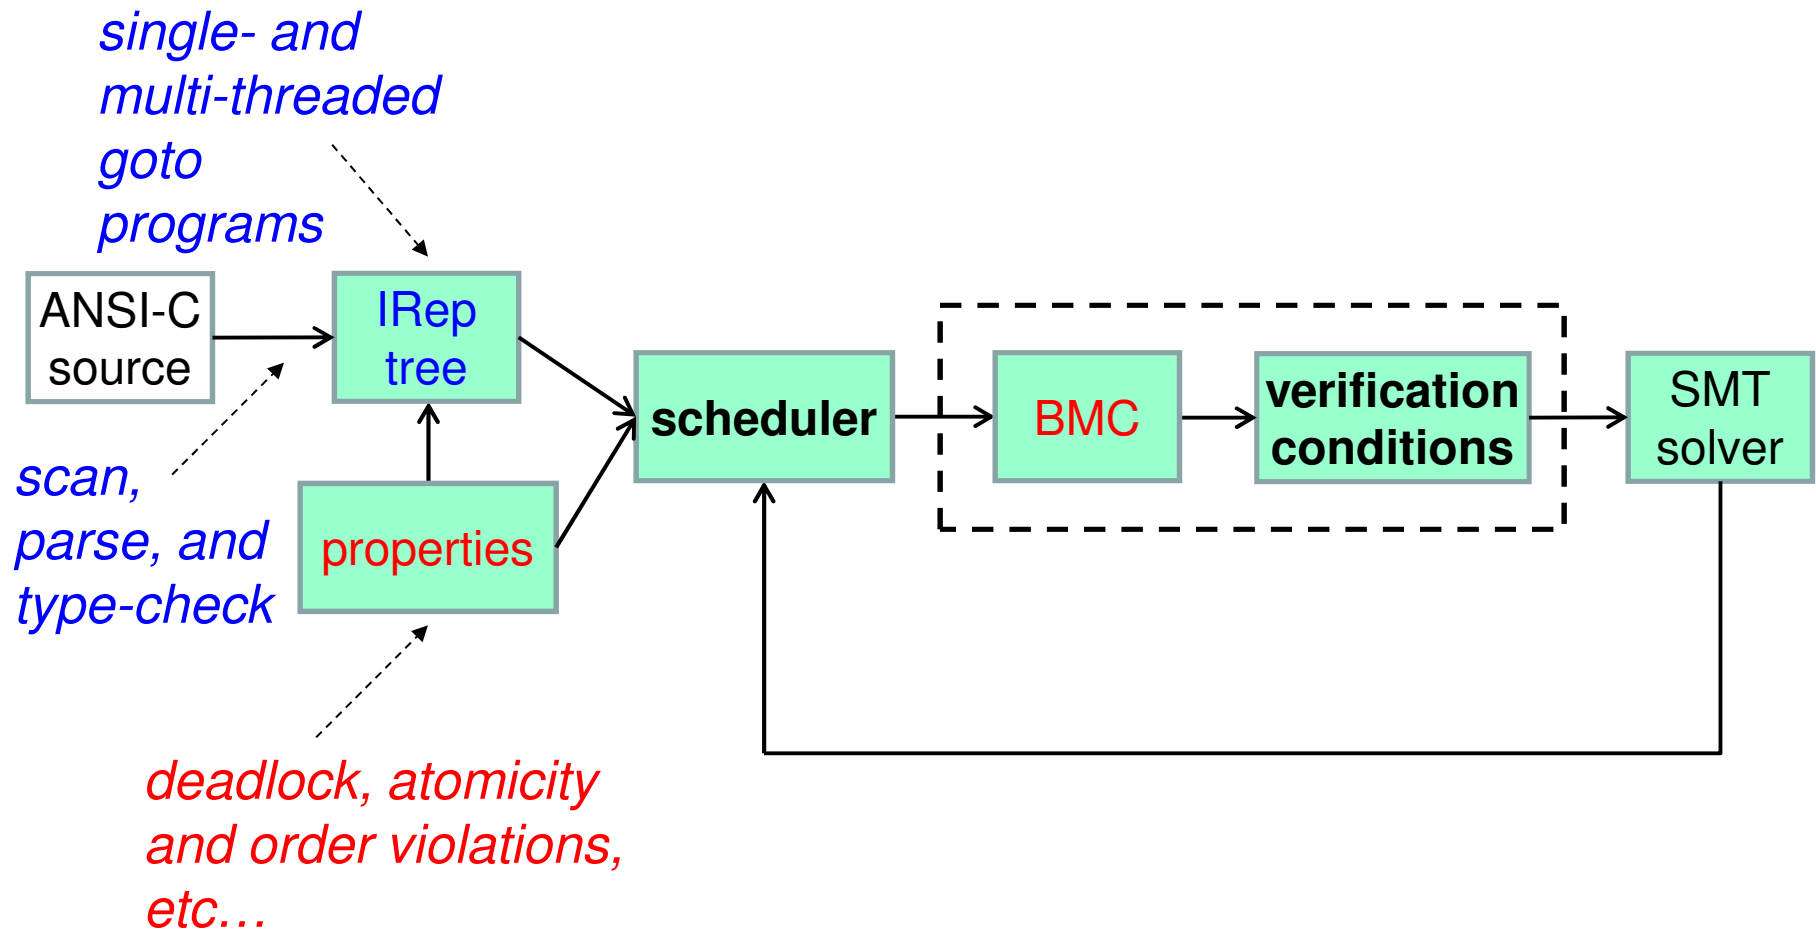 single- and
multi-threaded
goto
programs
ANSI-C
source
IRep
tree
scheduler
BMC
verification
conditions
SMT
solver
scan,
parse, and
type-check
properties
deadlock, atomicity
and order violations,
etc…